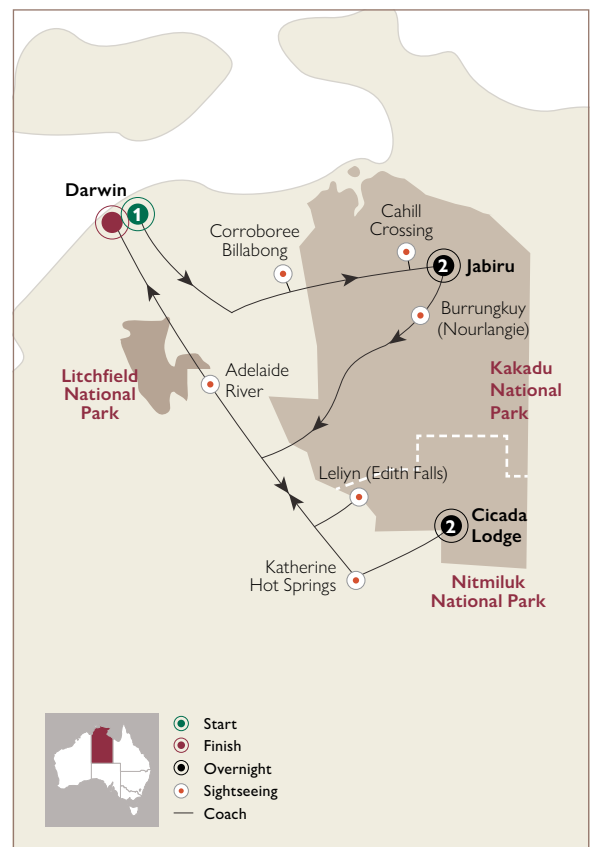 Darwin
1
Corroboree
Billabong
Cahill
Crossing
2
Jabiru
Burrungkuy
(Nourlangie)
Litchfield
National
Park
Adelaide
River
Kakadu
National
Park
Leliyn (Edith Falls)
2
Cicada
Lodge
Katherine
Hot Springs
Nitmiluk
National Park
Start
Finish
Overnight
Sightseeing
Coach